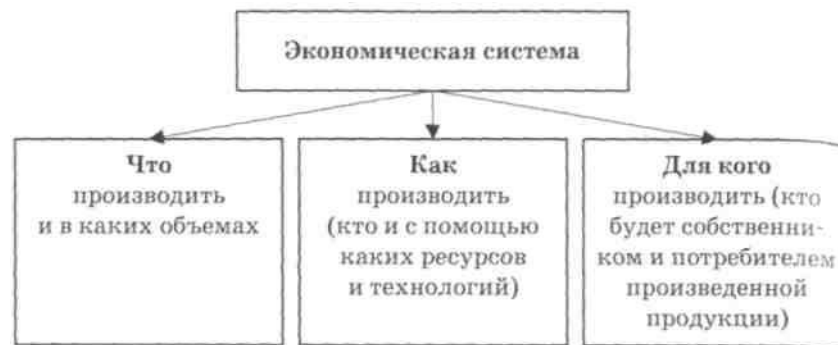 Экономическая система
Что
производить
и в каких объемах
Как
производить
(кто и с помощью
каких ресурсов
и технологий)
Для кого
производить (кто
будет собственни-
ком и потребителем
произведенной
продукции)